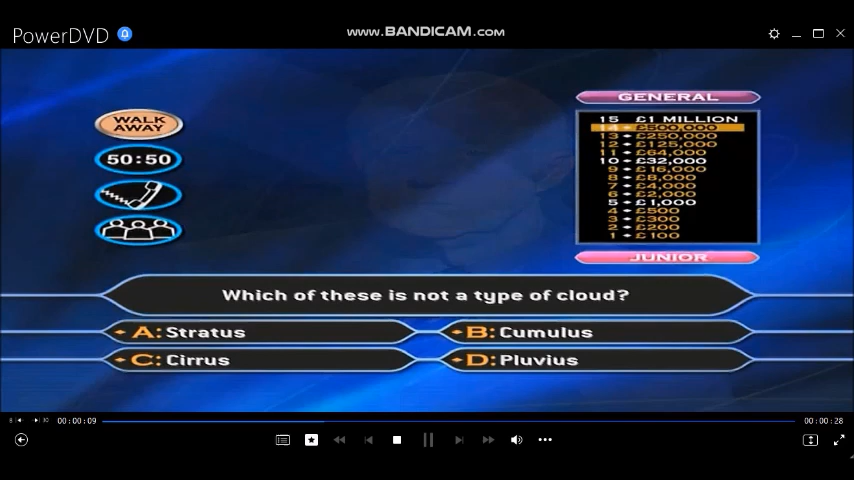 PowerDVD
www.BANDICAM.com
WALK
AWAY
50:50
GENERAL
15 £1 MILLION
14 £500,000
13 £250,000
12 £125,000
11 £64,000
10 £32,000
9 £16,000
8 £8,000
7 £4,000
6 £2,000
5 £1,000
4 £500
3 £300
2 £200
1 £100
JUNIOR
Which of these is not a type of cloud?
A: Stratus
B: Cumulus
C: Cirrus
D: Pluvius
00:00:09
00:00:28